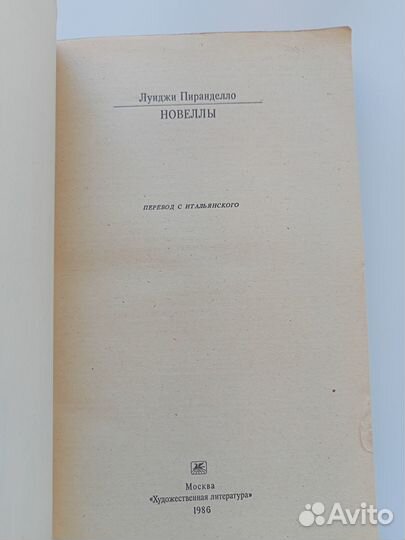 Луиджи Пиранделло
НОВЕЛЛЫ
ПЕРЕВОД С ИТАЛЬЯНСКОГО
Москва
«Художественная литература»
1986
Avito